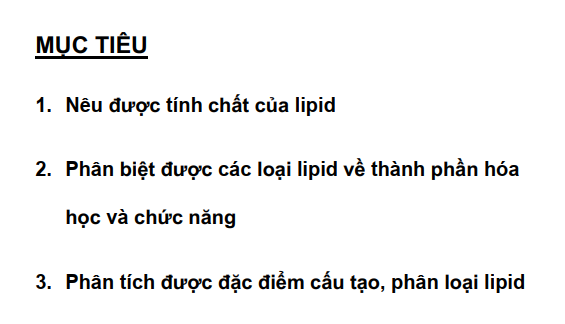 MỤC TIÊU
1. Nêu được tính chất của lipid
2. Phân biệt được các loại lipid về thành phần hóa
học và chức năng
3. Phân tích được đặc điểm cấu tạo, phân loại lipid